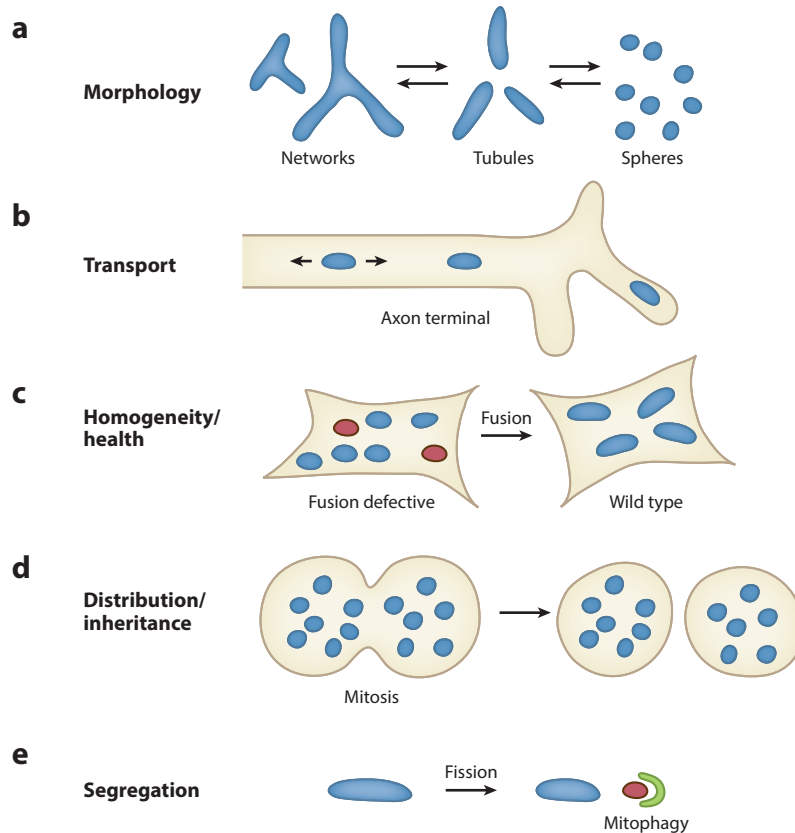 a
Morphology
Networks
Tubules
Spheres
b
Transport
Axon terminal
c
Homogeneity/
health
Fusion
Fusion defective
Wild type
d
Distribution/
inheritance
Mitosis
e
Segregation
Fission
Mitophagy